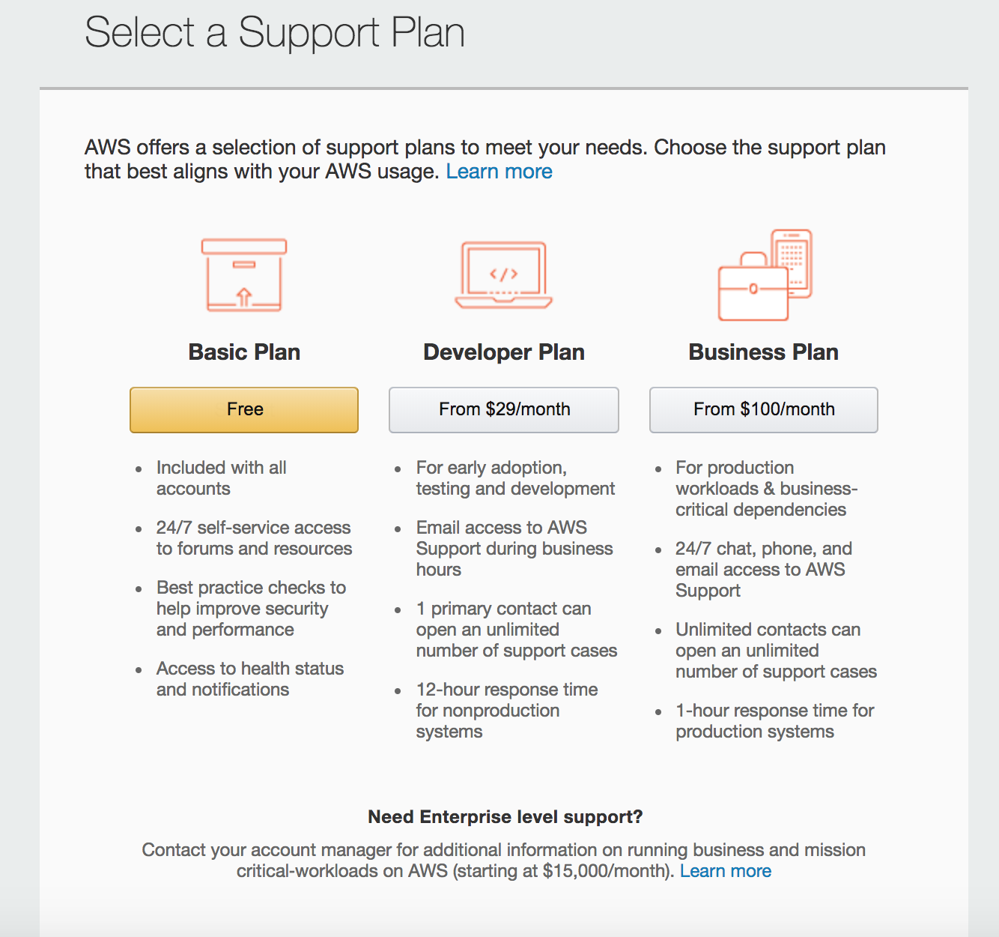 Select a Support Plan
AWS offers a selection of support plans to meet your needs. Choose the support plan
that best aligns with your AWS usage. Learn more
</>
Basic Plan
Free
Included with all
accounts
24/7 self-service access
to forums and resources
Best practice checks to
help improve security
and performance
Access to health status
and notifications
Developer Plan
From $29/month
For early adoption,
testing and development
Email access to AWS
Support during business
hours
1 primary contact can
open an unlimited
number of support cases
12-hour response time
for nonproduction
systems
Business Plan
From $100/month
For production
workloads & business-
critical dependencies
24/7 chat, phone, and
email access to AWS
Support
Unlimited contacts can
open an unlimited
number of support cases
1-hour response time for
production systems
Need Enterprise level support?
Contact your account manager for additional information on running business and mission
critical-workloads on AWS (starting at $15,000/month). Learn more